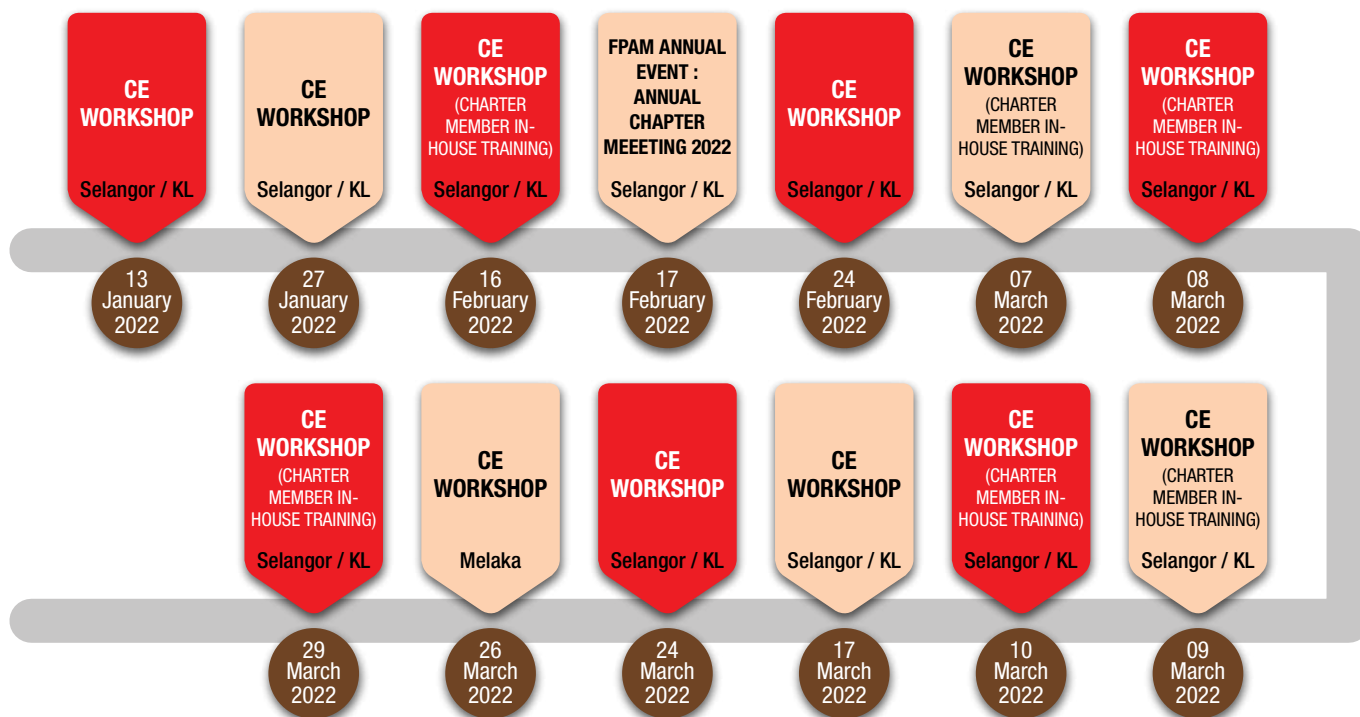 CE
WORKSHOP
Selangor / KL
13
January
2022
CE
WORKSHOP
Selangor / KL
27
January
2022
CE
WORKSHOP
(CHARTER
MEMBER IN-
HOUSE TRAINING)
Selangor / KL
16
February
2022
FPAM ANNUAL
EVENT :
ANNUAL
CHAPTER
MEEETING 2022
Selangor / KL
17
February
2022
CE
WORKSHOP
Selangor / KL
24
February
2022
CE
WORKSHOP
(CHARTER
MEMBER IN-
HOUSE TRAINING)
Selangor / KL
07
March
2022
CE
WORKSHOP
(CHARTER
MEMBER IN-
HOUSE TRAINING)
Selangor / KL
08
March
2022
CE
WORKSHOP
(CHARTER
MEMBER IN-
HOUSE TRAINING)
Selangor / KL
29
March
2022
CE
WORKSHOP
Melaka
26
March
2022
CE
WORKSHOP
Selangor / KL
24
March
2022
CE
WORKSHOP
Selangor / KL
17
March
2022
CE
WORKSHOP
(CHARTER
MEMBER IN-
HOUSE TRAINING)
Selangor / KL
10
March
2022
CE
WORKSHOP
(CHARTER
MEMBER IN-
HOUSE TRAINING)
Selangor / KL
09
March
2022